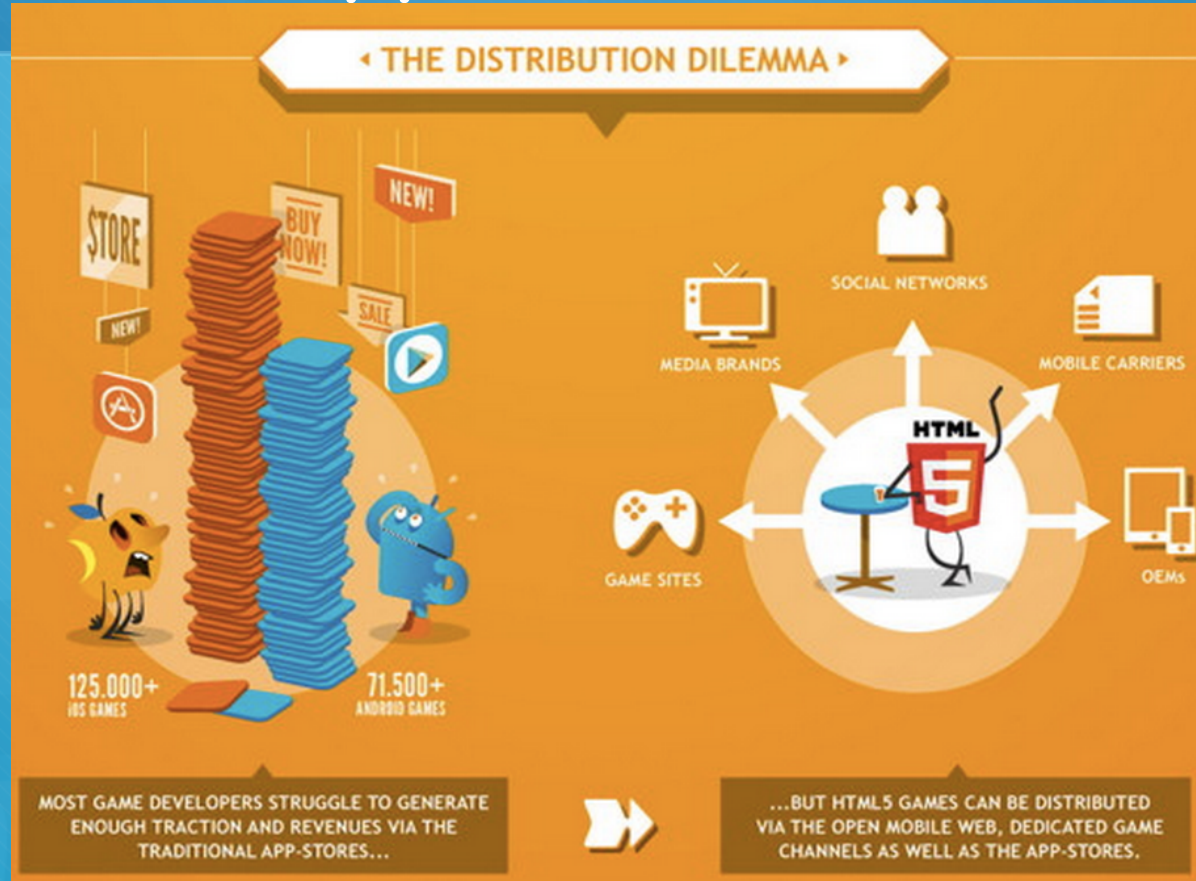 THE DISTRIBUTION DILEMMA
$TORE
BUY
NOW!
NEW!
NEW!
SALE
125.000+
iOS GAMES
71.500+
ANDROID GAMES
SOCIAL NETWORKS
MEDIA BRANDS
MOBILE CARRIERS
HTML
5
GAME SITES
OEMs
MOST GAME DEVELOPERS STRUGGLE TO GENERATE
ENOUGH TRACTION AND REVENUES VIA THE
TRADITIONAL APP-STORES...
...BUT HTML5 GAMES CAN BE DISTRIBUTED
VIA THE OPEN MOBILE WEB, DEDICATED GAME
CHANNELS AS WELL AS THE APP-STORES.